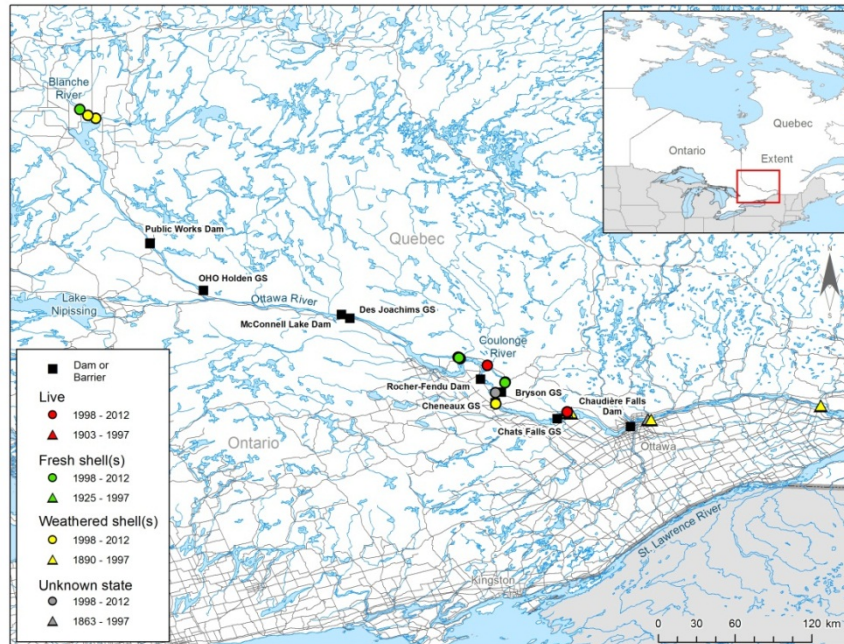 Blanche
River
Quebec
Ontario
Extent
Public Works Dam
Quebec
OHO Holden GS
Lake
Nipissing
Ottawa River
Des Joachims GS
McConnell Lake Dam
Coulonge
River
Rocher-Fendu Dam
Bryson GS
Cheneaux GS
Chaudière Falls
Dam
Chats Falls GS
Ottawa
Ontario
St. Lawrence River
Kingston
Dam or
Barrier
Live
1998 - 2012
1903 - 1997
Fresh shell(s)
1998 - 2012
1925 - 1997
Weathered shell(s)
1998 - 2012
1890 - 1997
Unknown state
1998 - 2012
1863 - 1997
0 30 60 120 km